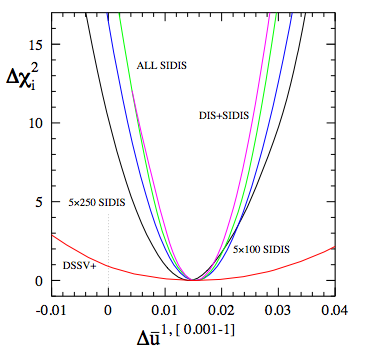 15
Δχᵢ²
ALL SIDIS
DIS+SIDIS
10
5
5×250 SIDIS
5×100 SIDIS
DSSV+
0
-0.01 0 0.01 0.02 0.03 0.04
Δū¹,[ 0.001-1]